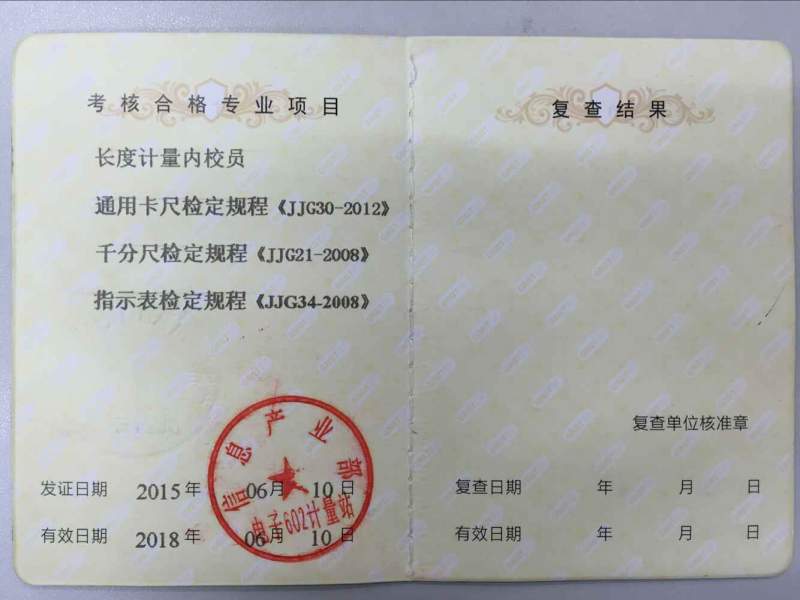 考核合格专业项目
长度计量内校员
通用卡尺检定规程《JJG30-2012》
千分尺检定规程《JJG21-2008》
指示表检定规程《JJG34-2008》
信息产业部
电子602计量站
发证日期 2015年 06月 10日
有效日期 2018年 06月 10日
复查结果
复查单位核准章
复查日期 年 月 日
有效日期 年 月 日